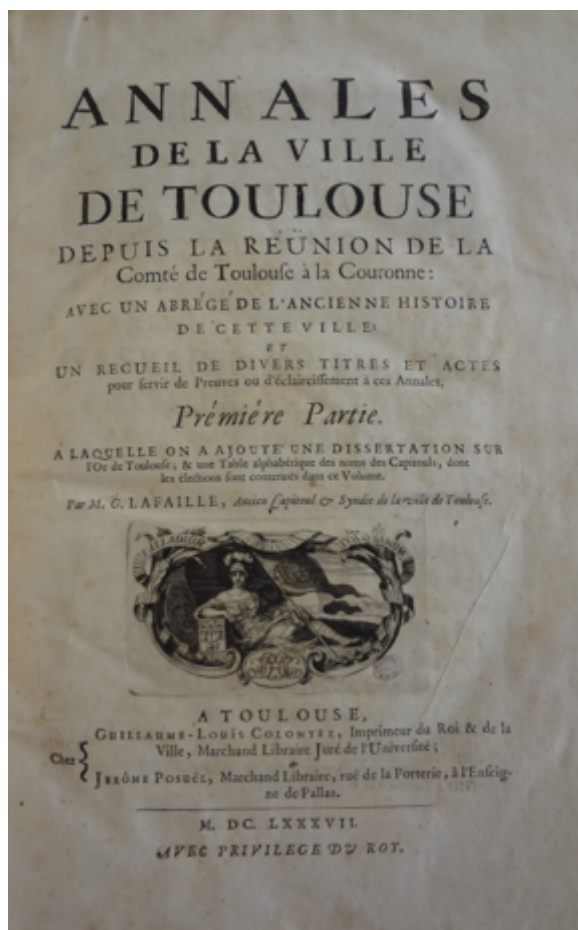 ANNALES
DE LA VILLE
DE TOULOUSE
DEPUIS LA REÜNION DE LA
Comté de Toulouſe à la Couronne:
AVEC UN ABREGÉ DE L'ANCIENNE HISTOIRE
DE CETTE VILLE:
ET
UN RECUEIL DE DIVERS TITRES ET ACTES
pour ſervir de Preuves ou d'éclairciſſement à ces Annales.
Prémiére Partie.
A LAQUELLE ON A AJOUTÉ UNE DISSERTATION SUR
l'Or de Toulouſe; & une Table alphabétique des noms des Capitouls, dont
les élections ſont contenuës dans ce Volume.
Par M. G. LAFAILLE, Ancien Capitoul & Syndic de la ville de Toulouſe.
PALLADIUM
A TOULOUSE,
Chez
GUILLAUME-LOUIS COLOMYEZ, Imprimeur du Roi & de la
Ville, Marchand Libraire Juré de l'Univerſité;
&
JERÔME POSUËL, Marchand Libraire, ruë de la Porterie, à l'Enſeig-
ne de Pallas.
M. DC. LXXXVII.
AVEC PRIVILEGE DU ROY.